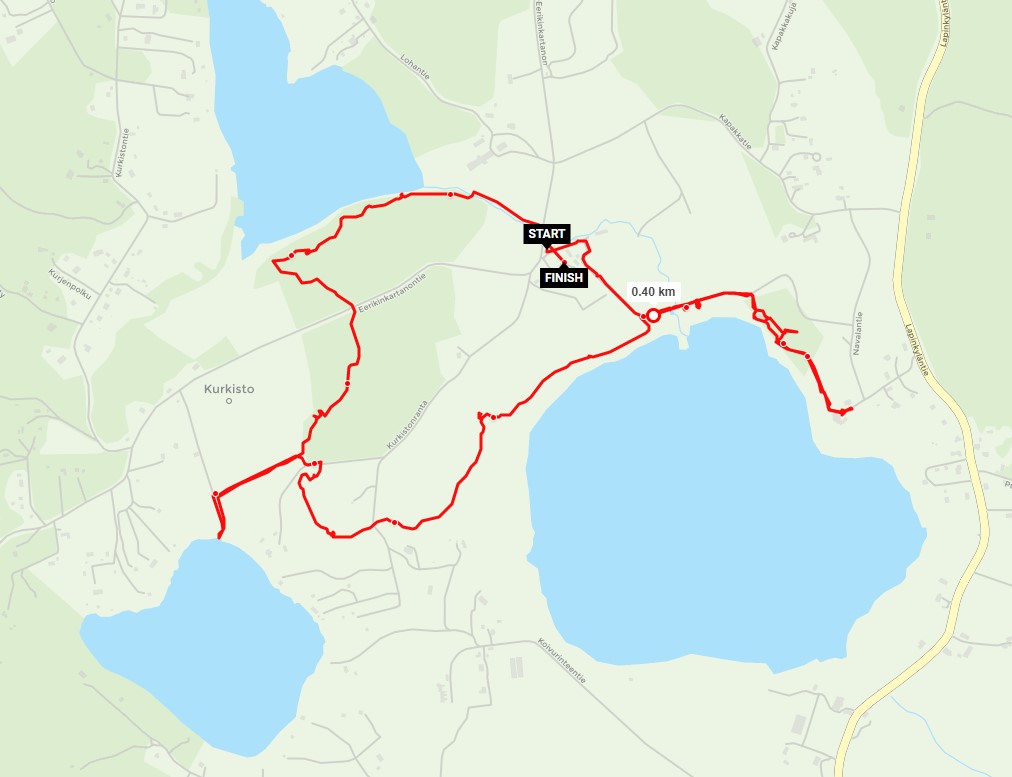 Lapinkyläntie
Eerikinkartanon
Kapakkakuja
Lohantie
Kapakkatie
Kurkistontie
START
Kurjenpolku
FINISH
0.40 km
Eerikinkartanontie
Navalantie
Lapinkyläntie
Kurkisto
Kurkistonranta
Koivurinteentie